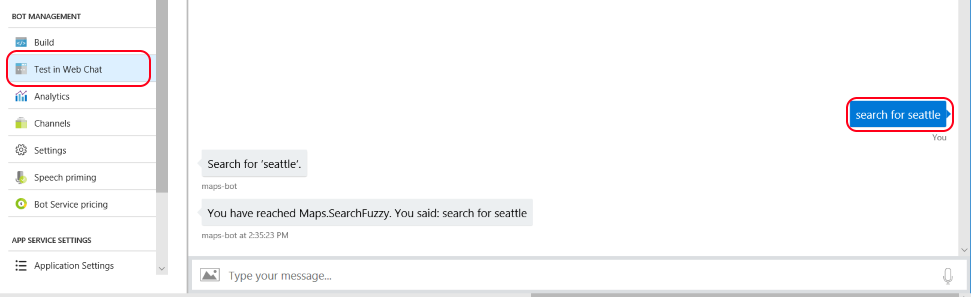 BOT MANAGEMENT
Build
Test in Web Chat
Analytics
Channels
Settings
Speech priming
Bot Service pricing
APP SERVICE SETTINGS
Application Settings
search for seattle
You
Search for 'seattle'.
maps-bot
You have reached Maps.SearchFuzzy. You said: search for seattle
maps-bot at 2:35:23 PM
Type your message...